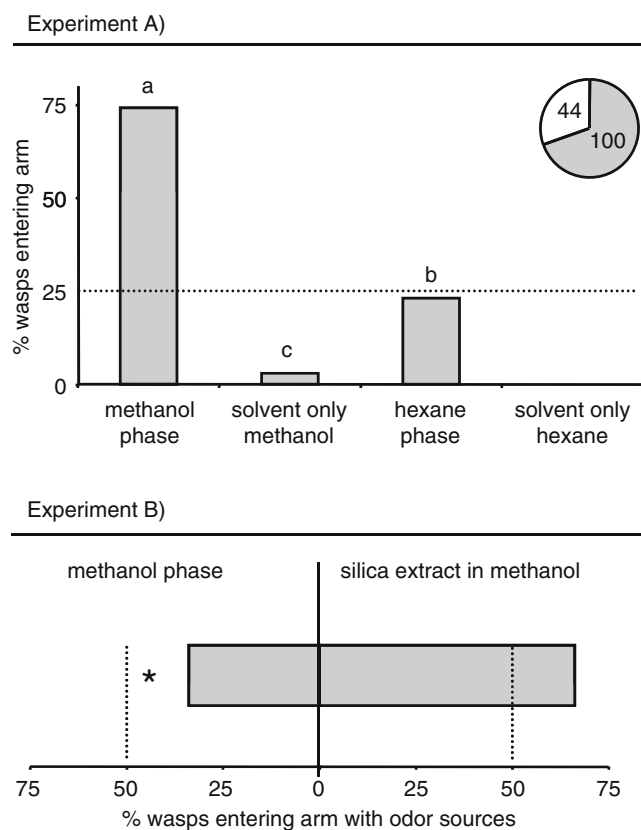 Experiment A)
% wasps entering arm
75
50
25
0
a
c
b
44
100
methanol
phase
solvent only
methanol
hexane
phase
solvent only
hexane
Experiment B)
methanol phase
silica extract in methanol
*
75
50
25
0
25
50
75
% wasps entering arm with odor sources